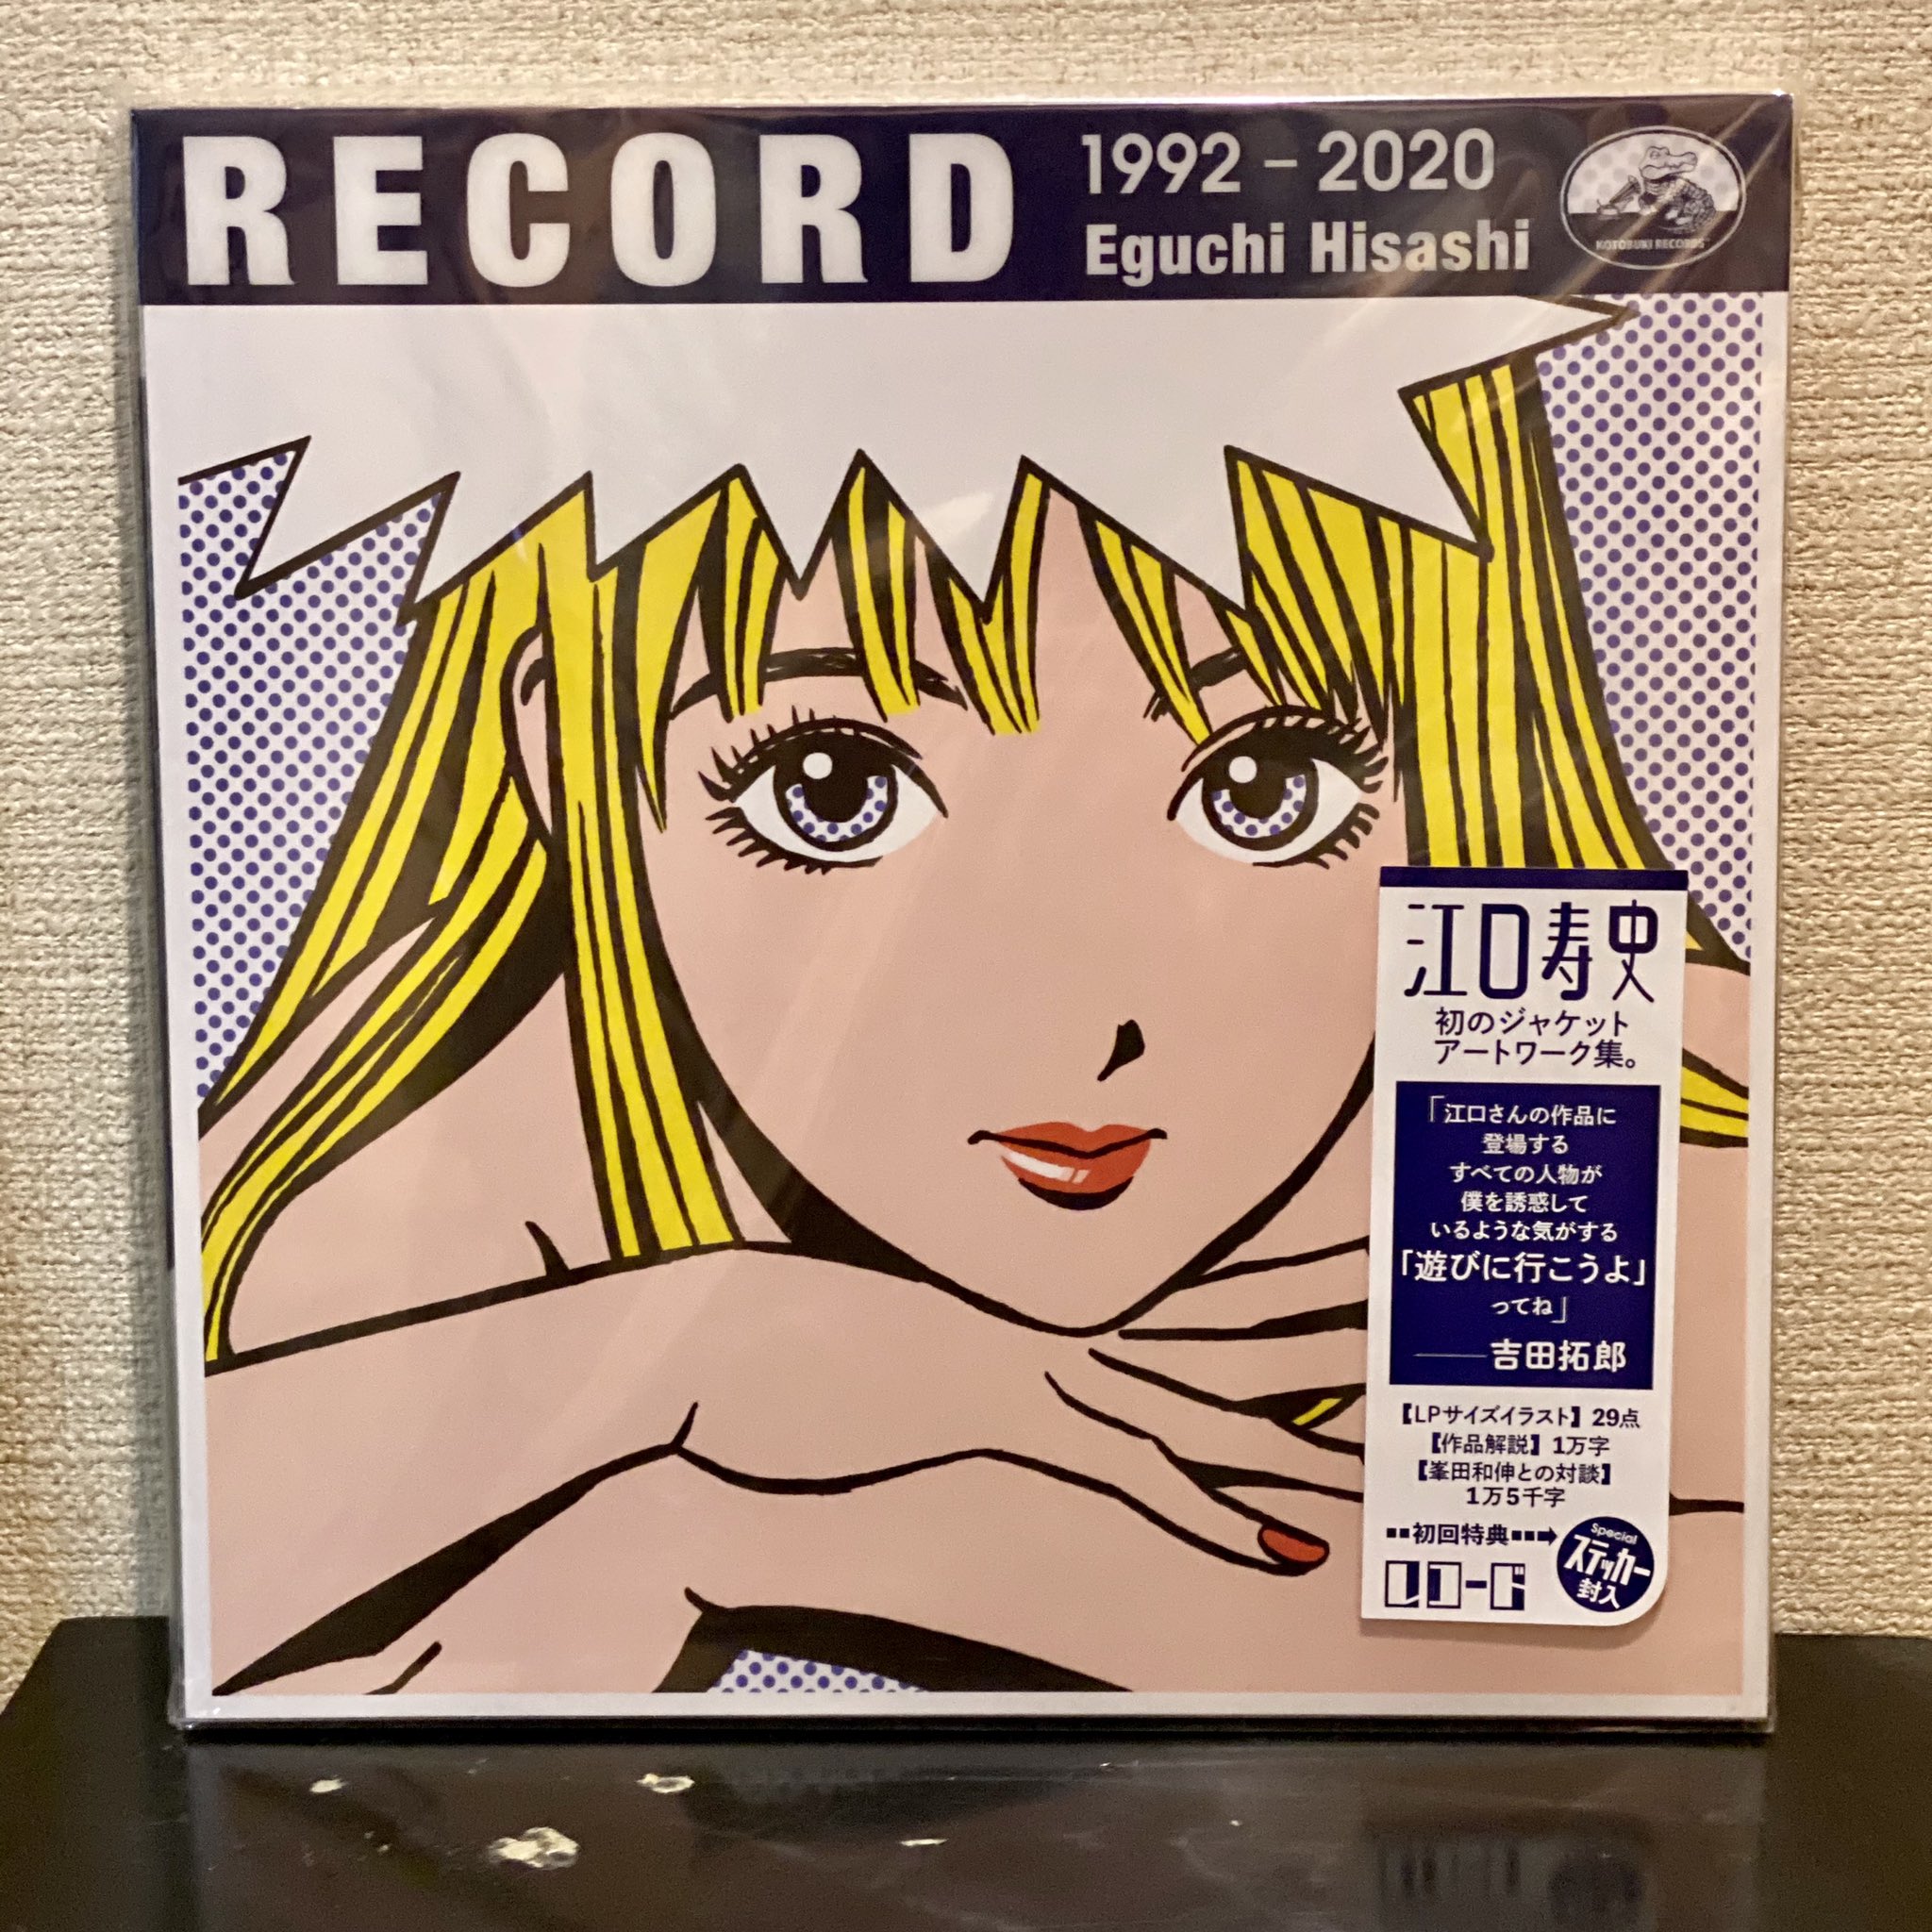 RECORD
1992 – 2020
Eguchi Hisashi
KOTOBUKI RECORDS
江口寿史
初のジャケット
アートワーク集。
「江口さんの作品に
登場する
すべての人物が
僕を誘惑して
いるような気がする
「遊びに行こうよ」
ってね」
——吉田拓郎
【LPサイズイラスト】29点
【作品解説】1万字
【峯田和伸との対談】
1万5千字
初回特典
レコード
Special
ステッカー
封入